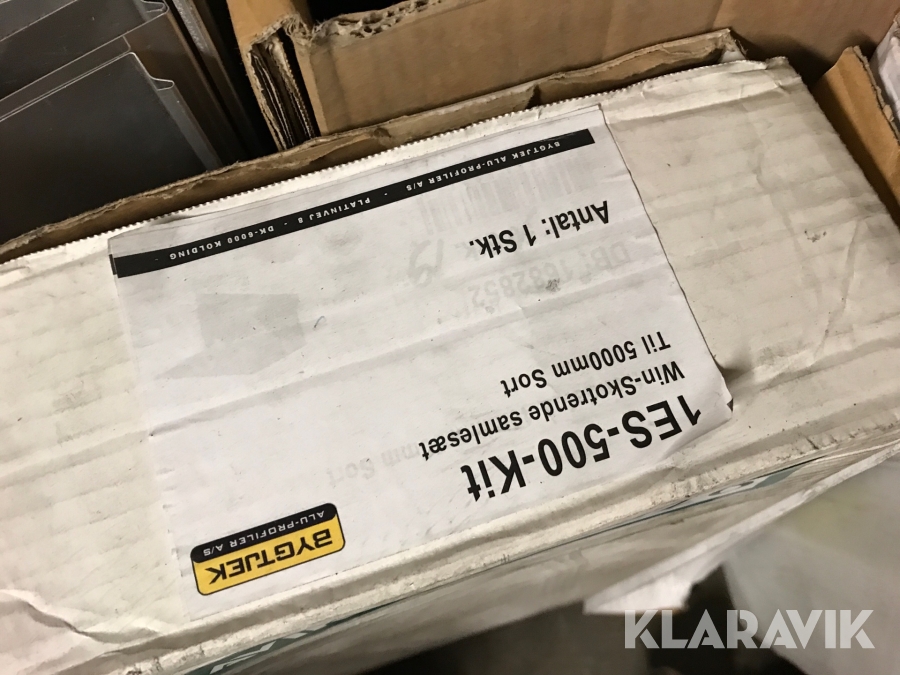 BYGTJEK
ALU-PROFILER A/S
1ES-500-Kit
Win-Skotrende samlesæt
Til 5000mm Sort
Antal: 1 Stk.
BYGTJEK ALU-PROFILER A/S - PLATINVEJ 8 - DK-6000 KOLDING -
KLARAVIK